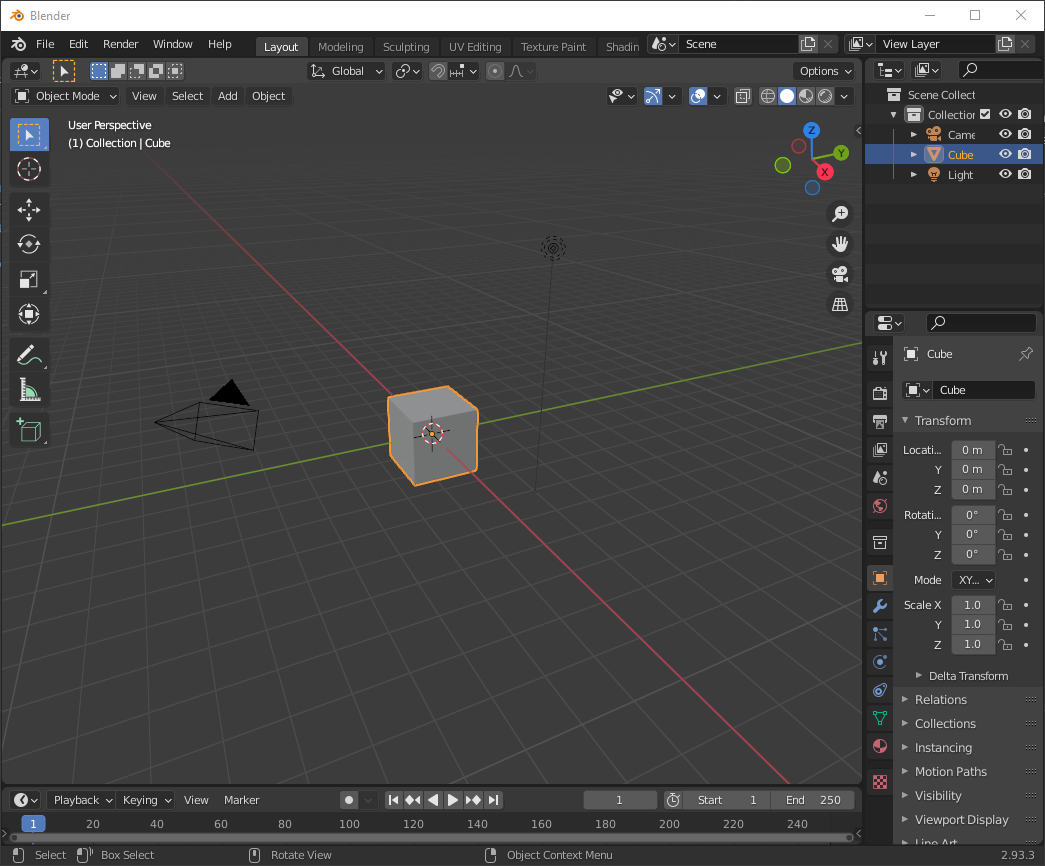 Blender
File Edit Render Window Help Layout Modeling Sculpting UV Editing Texture Paint Shadin Scene View Layer
Global Options
Object Mode View Select Add Object
User Perspective
(1) Collection | Cube
Z
Y
X
Scene Collect
Collection
Came
Cube
Light
Cube
Cube
Transform
Locati... 0 m
Y 0 m
Z 0 m
Rotati... 0°
Y 0°
Z 0°
Mode XY...
Scale X 1.0
Y 1.0
Z 1.0
Delta Transform
Relations
Collections
Instancing
Motion Paths
Visibility
Viewport Display
Line Art
Playback Keying View Marker 1 Start 1 End 250
1 20 40 60 80 100 120 140 160 180 200 220 240
Select Box Select Rotate View Object Context Menu 2.93.3